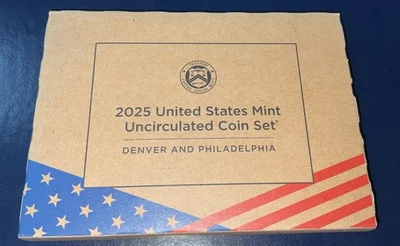 2025 United States Mint
Uncirculated Coin Set®
DENVER AND PHILADELPHIA